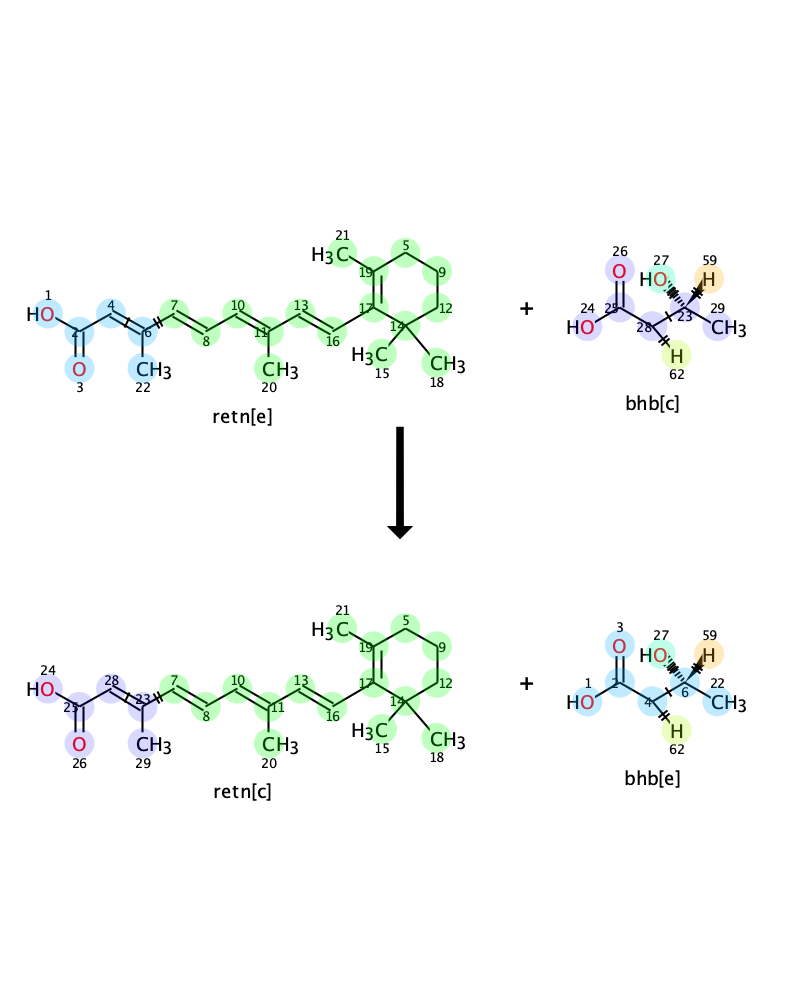 21
5
26
H₃C
27
59
19
9
O
HO
H
1
4
7
10
13
24
25
29
HO
2
6
11
17
12
+
HO
28
23
CH₃
8
16
14
H
O
CH₃
H₃C
CH₃
62
3
22
CH₃
15
18
20
retn[e]
bhb[c]
21
5
3
H₃C
27
59
19
9
O
HO
H
24
28
7
10
13
1
2
22
HO
25
23
11
17
12
+
HO
4
6
CH₃
8
16
14
H
O
CH₃
H₃C
CH₃
62
26
29
CH₃
15
18
20
retn[c]
bhb[e]